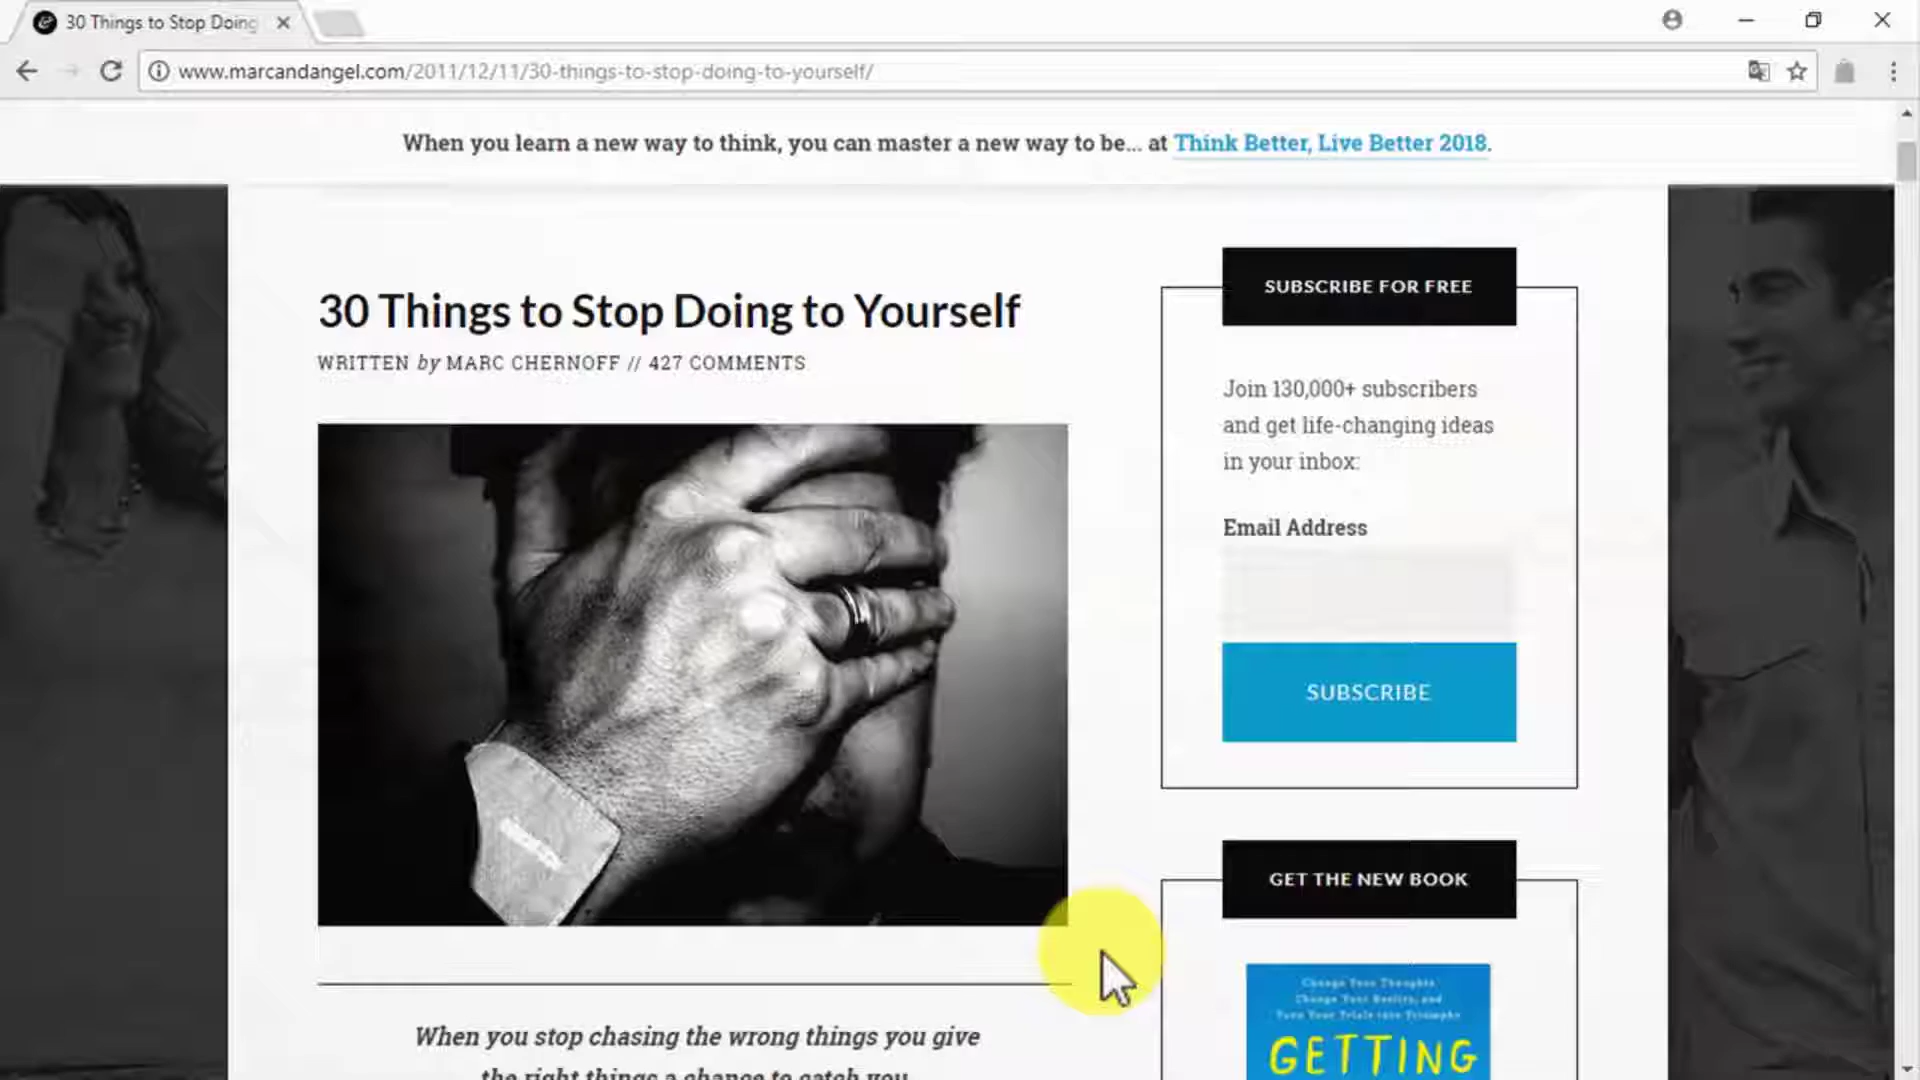 30 Things to Stop Doing
www.marcandangel.com/2011/12/11/30-things-to-stop-doing-to-yourself/
When you learn a new way to think, you can master a new way to be... at Think Better, Live Better 2018.
30 Things to Stop Doing to Yourself
WRITTEN by MARC CHERNOFF // 427 COMMENTS
When you stop chasing the wrong things you give
the right things a chance to catch you.
SUBSCRIBE FOR FREE
Join 130,000+ subscribers
and get life-changing ideas
in your inbox:
Email Address
SUBSCRIBE
GET THE NEW BOOK
Change Your Thoughts
Change Your Reality, and
Turn Your Trials into Triumphs
GETTING